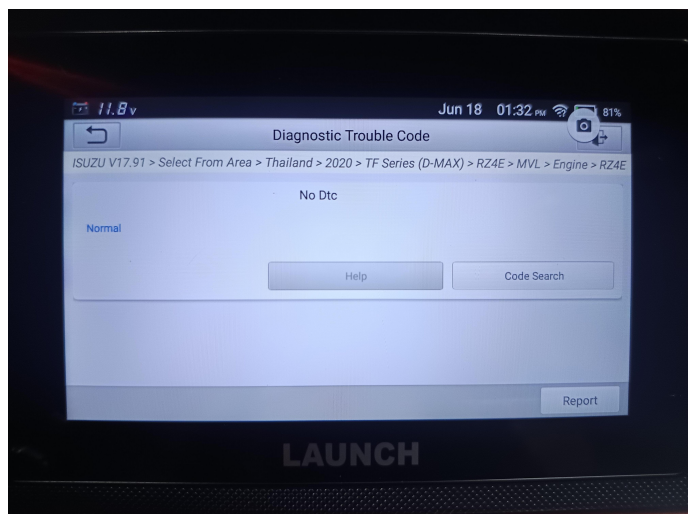 11.8 v
Jun 18 01:32 PM 81%
Diagnostic Trouble Code
ISUZU V17.91 > Select From Area > Thailand > 2020 > TF Series (D-MAX) > RZ4E > MVL > Engine > RZ4E
No Dtc
Normal
Help Code Search
Report
LAUNCH